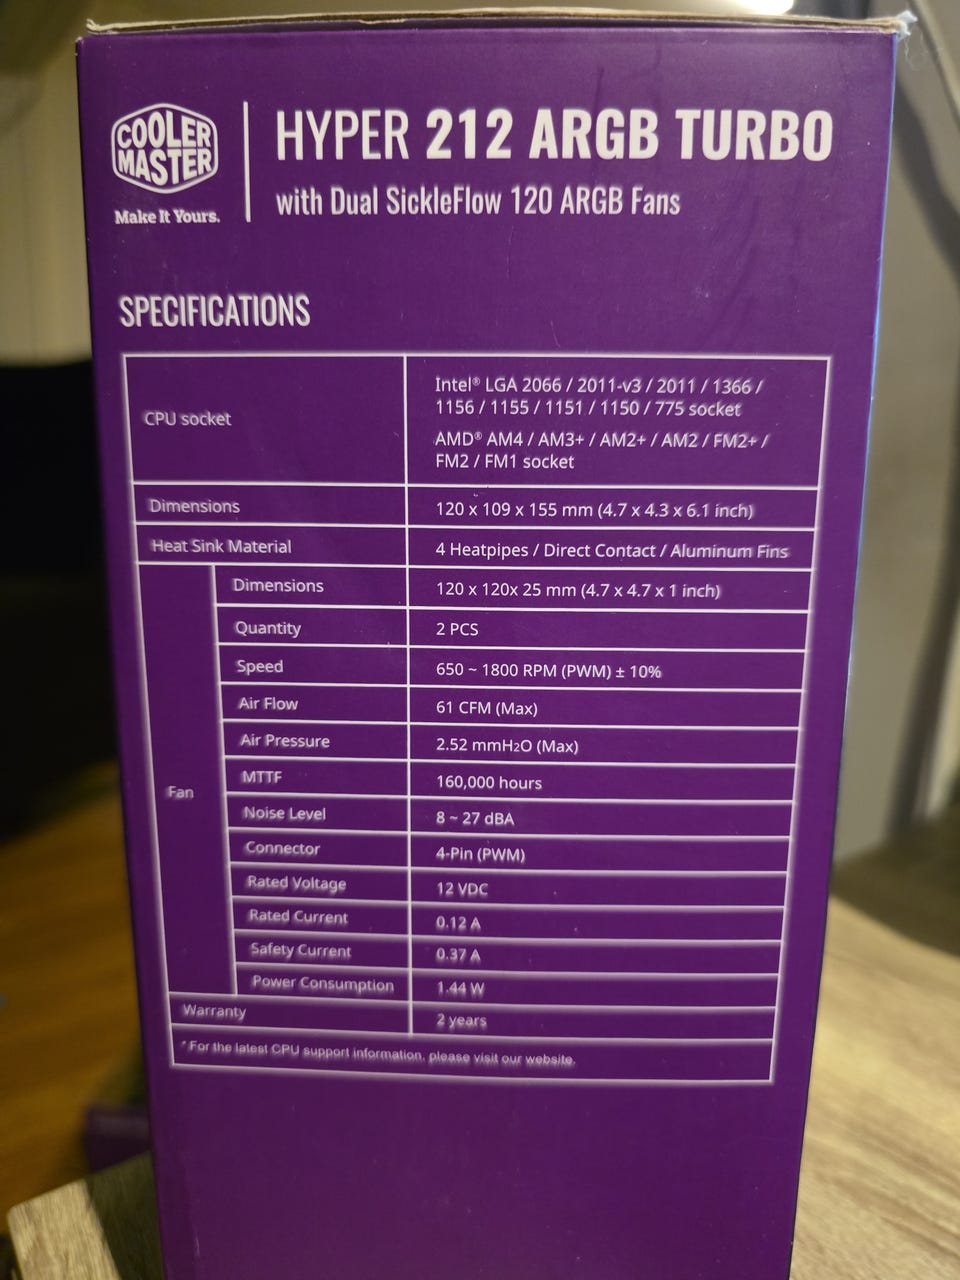 COOLER
MASTER
Make It Yours.
HYPER 212 ARGB TURBO
with Dual SickleFlow 120 ARGB Fans
SPECIFICATIONS
CPU socket
Intel® LGA 2066 / 2011-v3 / 2011 / 1366 /
1156 / 1155 / 1151 / 1150 / 775 socket
AMD® AM4 / AM3+ / AM2+ / AM2 / FM2+ /
FM2 / FM1 socket
Dimensions 120 x 109 x 155 mm (4.7 x 4.3 x 6.1 inch)
Heat Sink Material 4 Heatpipes / Direct Contact / Aluminum Fins
Fan
Dimensions 120 x 120x 25 mm (4.7 x 4.7 x 1 inch)
Quantity 2 PCS
Speed 650 ~ 1800 RPM (PWM) ± 10%
Air Flow 61 CFM (Max)
Air Pressure 2.52 mmH₂O (Max)
MTTF 160,000 hours
Noise Level 8 ~ 27 dBA
Connector 4-Pin (PWM)
Rated Voltage 12 VDC
Rated Current 0.12 A
Safety Current 0.37 A
Power Consumption 1.44 W
Warranty 2 years
* For the latest CPU support information, please visit our website.